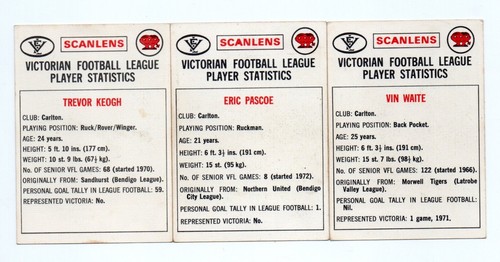 SCANLENS
VICTORIAN FOOTBALL LEAGUE
PLAYER STATISTICS
TREVOR KEOGH
CLUB: Carlton.
PLAYING POSITION: Ruck/Rover/Winger.
AGE: 24 years.
HEIGHT: 5 ft. 10 ins. (177 cm).
WEIGHT: 10 st. 9 lbs. (67½ kg).
No. OF SENIOR VFL GAMES: 68 (started 1970).
ORIGINALLY FROM: Sandhurst (Bendigo League).
PERSONAL GOAL TALLY IN LEAGUE FOOTBALL: 59.
REPRESENTED VICTORIA: No.
SCANLENS
VICTORIAN FOOTBALL LEAGUE
PLAYER STATISTICS
ERIC PASCOE
CLUB: Carlton.
PLAYING POSITION: Ruckman.
AGE: 21 years.
HEIGHT: 6 ft. 3½ ins. (191 cm).
WEIGHT: 15 st. (95 kg).
No. OF SENIOR VFL GAMES: 8 (started 1972).
ORIGINALLY FROM: Northern United (Bendigo
City League).
PERSONAL GOAL TALLY IN LEAGUE FOOTBALL: 1.
REPRESENTED VICTORIA: No.
SCANLENS
VICTORIAN FOOTBALL LEAGUE
PLAYER STATISTICS
VIN WAITE
CLUB: Carlton.
PLAYING POSITION: Back Pocket.
AGE: 25 years.
HEIGHT: 6 ft. 3½ ins. (191 cm).
WEIGHT: 15 st. 7 lbs. (98½ kg).
No. OF SENIOR VFL GAMES: 122 (started 1966).
ORIGINALLY FROM: Morwell Tigers (Latrobe
Valley League).
PERSONAL GOAL TALLY IN LEAGUE FOOTBALL:
Nil.
REPRESENTED VICTORIA: 1 game, 1971.